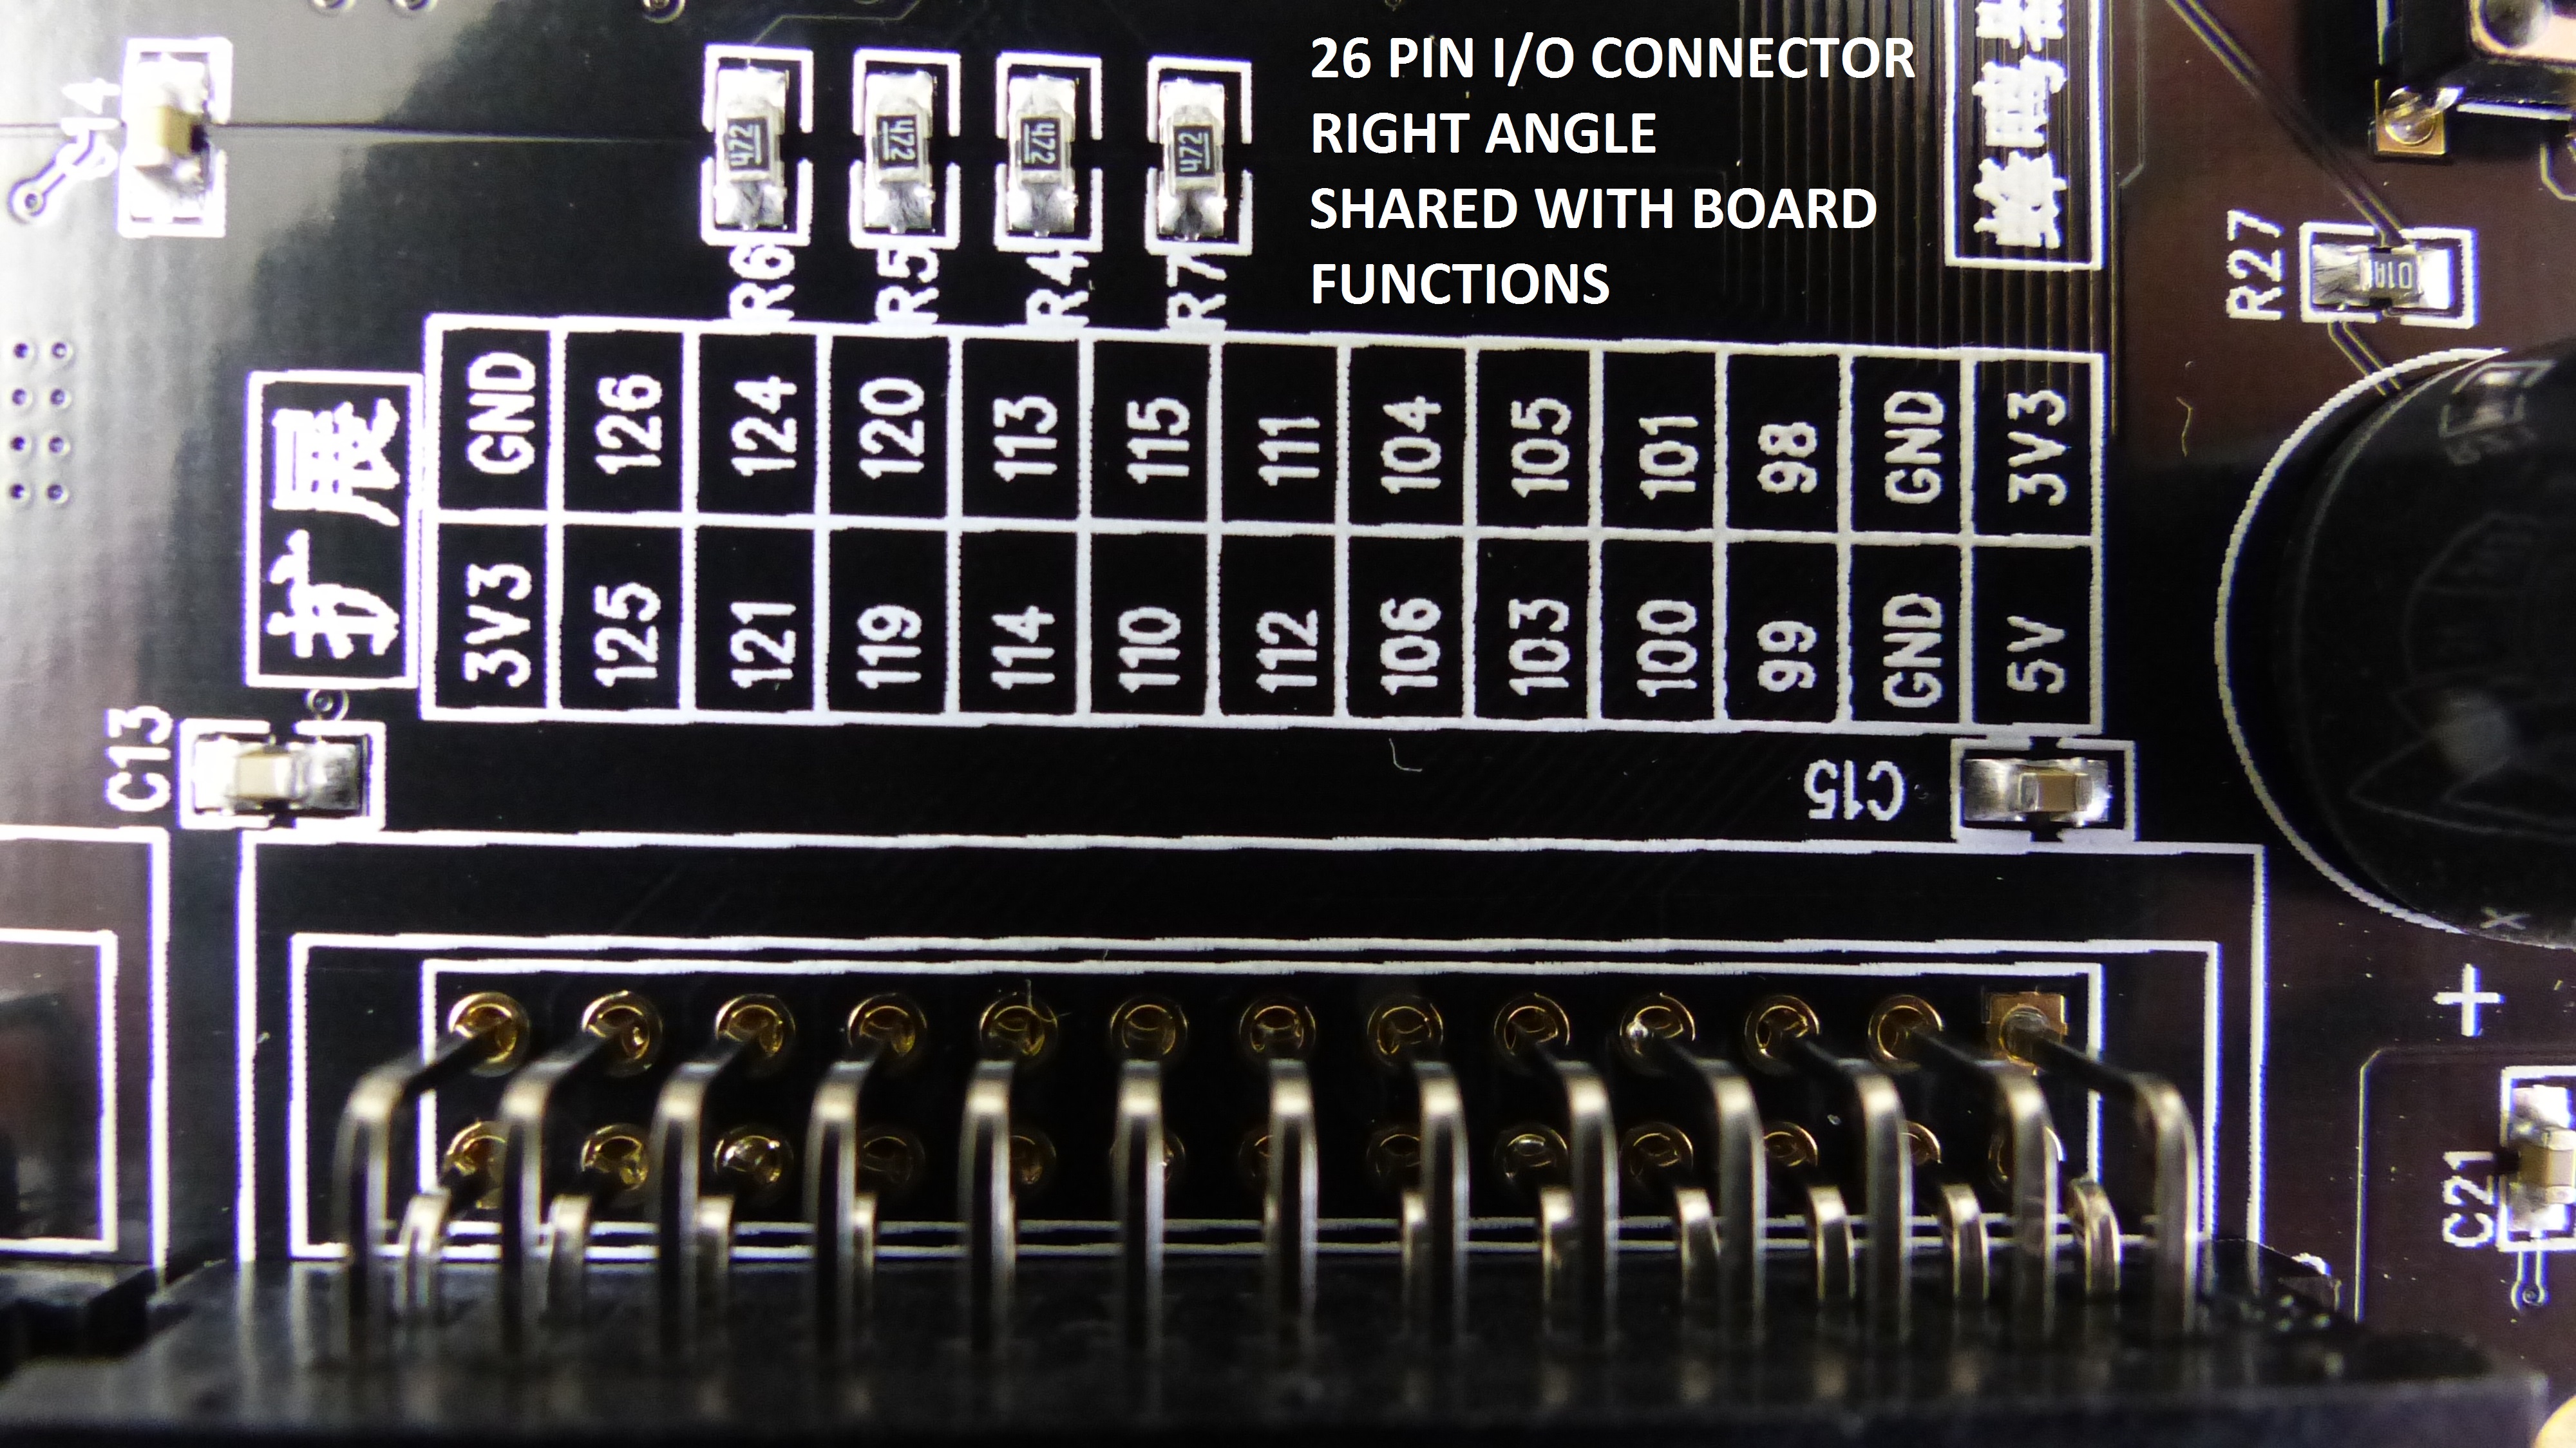 26 PIN I/O CONNECTOR
RIGHT ANGLE
SHARED WITH BOARD
FUNCTIONS
472
472
472
472
R6
R5
R4
R7
R27
01A
扩展
GND 126 124 120 113 115 111 104 105 101 98 GND 3V3
3V3 125 121 119 114 110 112 106 103 100 99 GND 5V
C13
C15
+
C21